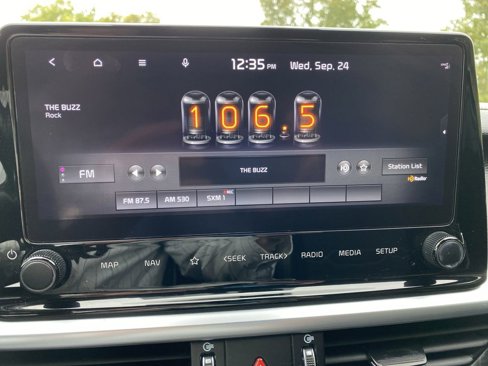 12:35 PM Wed, Sep. 24
THE BUZZ
Rock
106.5
FM THE BUZZ Station List
HD Radio
FM 87.5 AM 530 SXM 1 REC
MAP NAV <SEEK TRACK> RADIO MEDIA SETUP